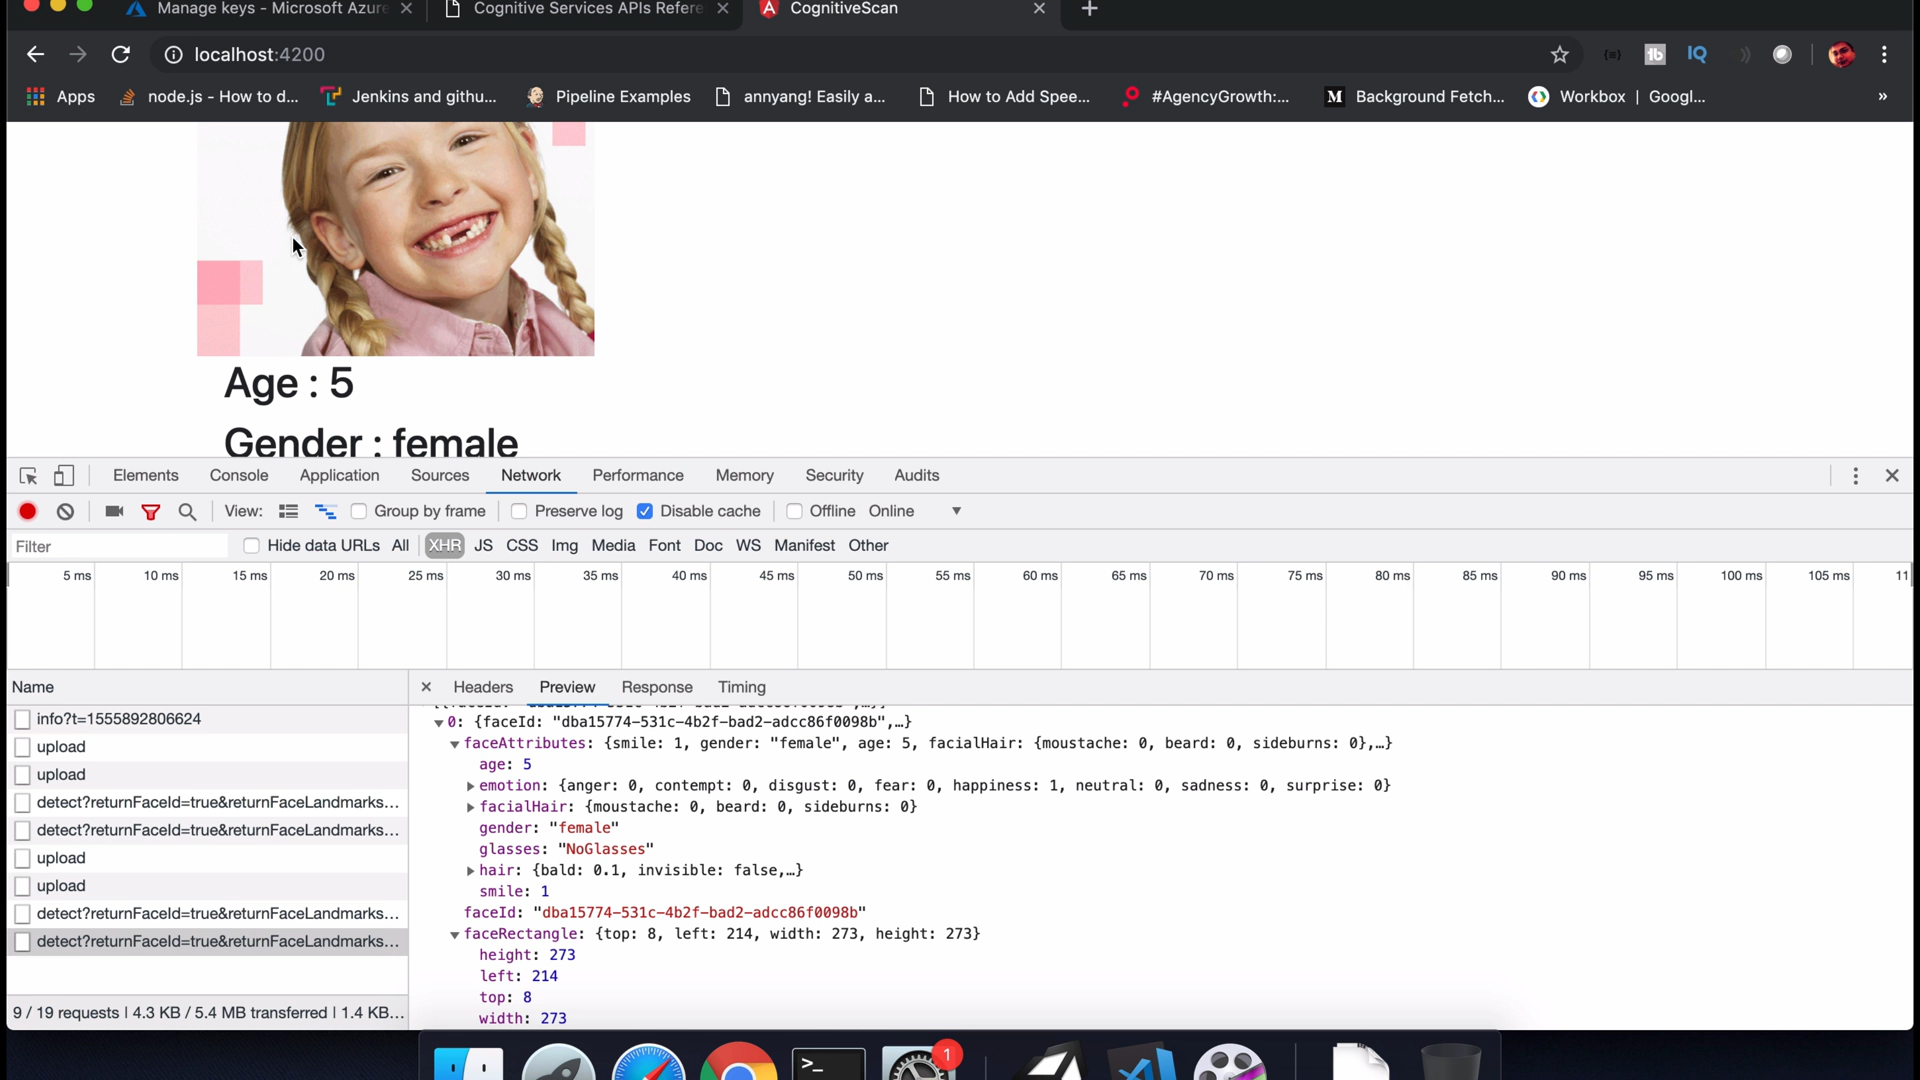 Manage keys - Microsoft Azure
Cognitive Services APIs Refere
CognitiveScan
localhost:4200
Apps
node.js - How to d...
Jenkins and githu...
Pipeline Examples
annyang! Easily a...
How to Add Spee...
#AgencyGrowth:...
Background Fetch...
Workbox | Googl...
»
Age : 5
Gender : female
Elements Console Application Sources Network Performance Memory Security Audits
View: Group by frame Preserve log Disable cache Offline Online
Filter Hide data URLs All XHR JS CSS Img Media Font Doc WS Manifest Other
5 ms 10 ms 15 ms 20 ms 25 ms 30 ms 35 ms 40 ms 45 ms 50 ms 55 ms 60 ms 65 ms 70 ms 75 ms 80 ms 85 ms 90 ms 95 ms 100 ms 105 ms 11
Name
Headers Preview Response Timing
info?t=1555892806624
upload
upload
detect?returnFaceId=true&returnFaceLandmarks...
detect?returnFaceId=true&returnFaceLandmarks...
upload
upload
detect?returnFaceId=true&returnFaceLandmarks...
detect?returnFaceId=true&returnFaceLandmarks...
9 / 19 requests | 4.3 KB / 5.4 MB transferred | 1.4 KB...
0: {faceId: "dba15774-531c-4b2f-bad2-adcc86f0098b",…}
faceAttributes: {smile: 1, gender: "female", age: 5, facialHair: {moustache: 0, beard: 0, sideburns: 0},…}
age: 5
emotion: {anger: 0, contempt: 0, disgust: 0, fear: 0, happiness: 1, neutral: 0, sadness: 0, surprise: 0}
facialHair: {moustache: 0, beard: 0, sideburns: 0}
gender: "female"
glasses: "NoGlasses"
hair: {bald: 0.1, invisible: false,…}
smile: 1
faceId: "dba15774-531c-4b2f-bad2-adcc86f0098b"
faceRectangle: {top: 8, left: 214, width: 273, height: 273}
height: 273
left: 214
top: 8
width: 273
1